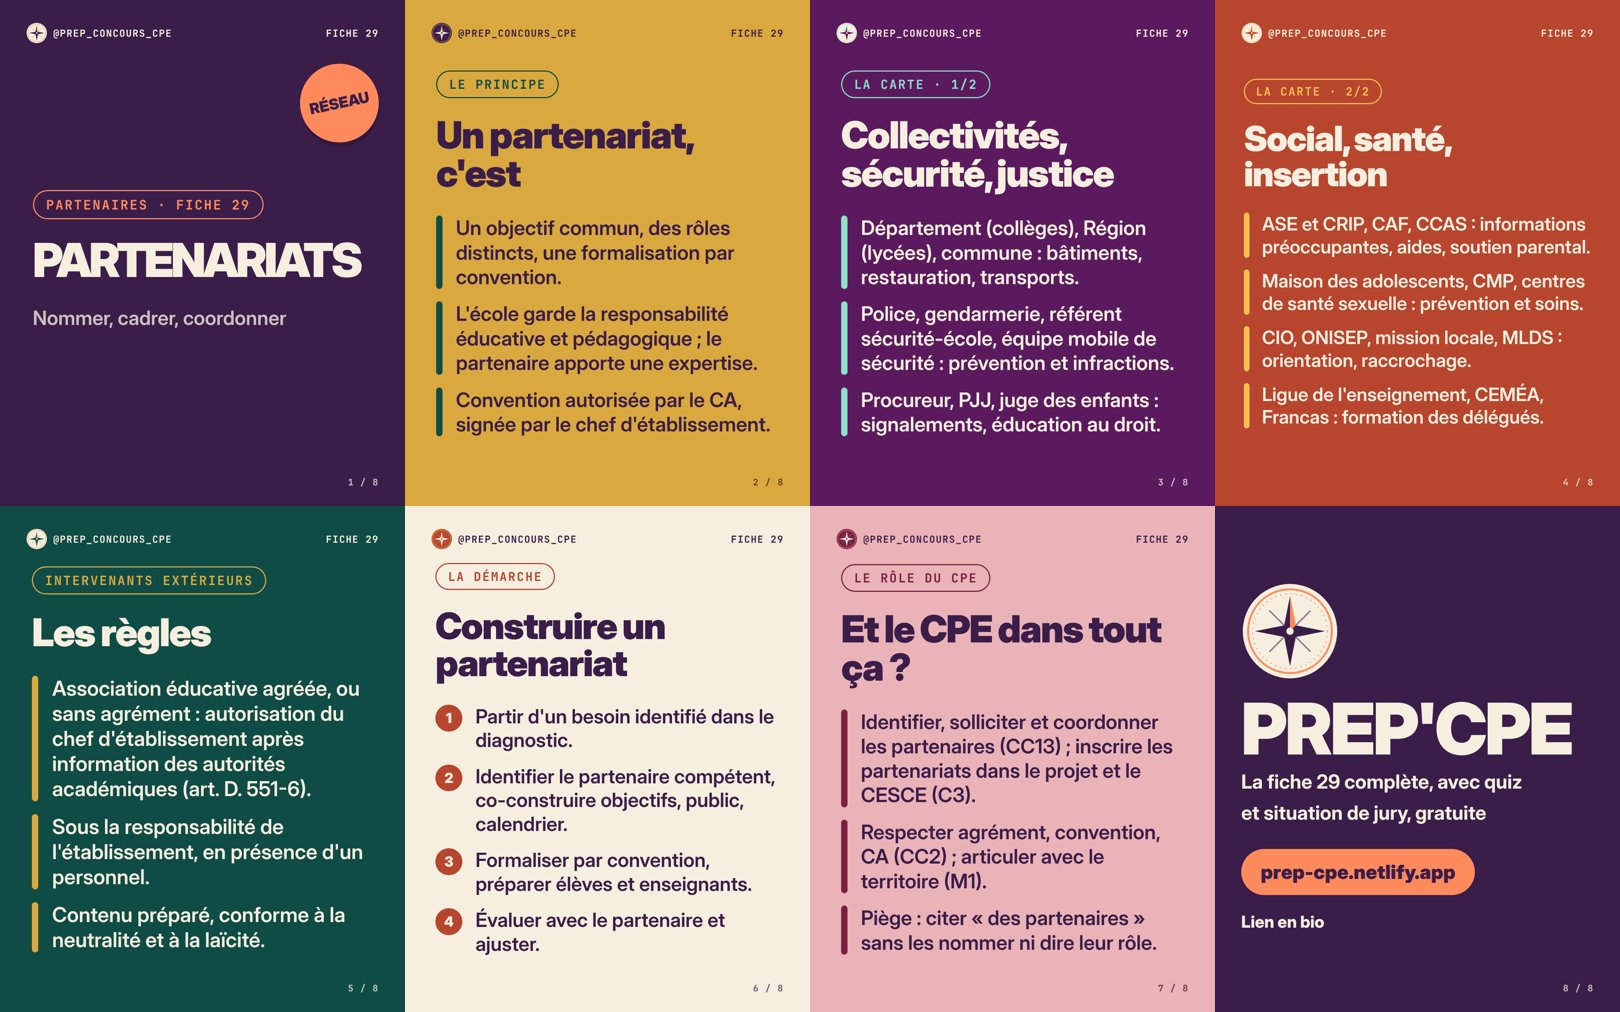 @PREP_CONCOURS_CPE
FICHE 29
RÉSEAU
PARTENAIRES · FICHE 29
PARTENARIATS
Nommer, cadrer, coordonner
1 / 8
@PREP_CONCOURS_CPE
FICHE 29
LE PRINCIPE
Un partenariat,
c'est
Un objectif commun, des rôles
distincts, une formalisation par
convention.
L'école garde la responsabilité
éducative et pédagogique ; le
partenaire apporte une expertise.
Convention autorisée par le CA,
signée par le chef d'établissement.
2 / 8
@PREP_CONCOURS_CPE
FICHE 29
LA CARTE · 1/2
Collectivités,
sécurité, justice
Département (collèges), Région
(lycées), commune : bâtiments,
restauration, transports.
Police, gendarmerie, référent
sécurité-école, équipe mobile de
sécurité : prévention et infractions.
Procureur, PJJ, juge des enfants :
signalements, éducation au droit.
3 / 8
@PREP_CONCOURS_CPE
FICHE 29
LA CARTE · 2/2
Social, santé,
insertion
ASE et CRIP, CAF, CCAS : informations
préoccupantes, aides, soutien parental.
Maison des adolescents, CMP, centres
de santé sexuelle : prévention et soins.
CIO, ONISEP, mission locale, MLDS :
orientation, raccrochage.
Ligue de l'enseignement, CEMÉA,
Francas : formation des délégués.
4 / 8
@PREP_CONCOURS_CPE
FICHE 29
INTERVENANTS EXTÉRIEURS
Les règles
Association éducative agréée, ou
sans agrément : autorisation du
chef d'établissement après
information des autorités
académiques (art. D. 551-6).
Sous la responsabilité de
l'établissement, en présence d'un
personnel.
Contenu préparé, conforme à la
neutralité et à la laïcité.
5 / 8
@PREP_CONCOURS_CPE
FICHE 29
LA DÉMARCHE
Construire un
partenariat
1 Partir d'un besoin identifié dans le
diagnostic.
2 Identifier le partenaire compétent,
co-construire objectifs, public,
calendrier.
3 Formaliser par convention,
préparer élèves et enseignants.
4 Évaluer avec le partenaire et
ajuster.
6 / 8
@PREP_CONCOURS_CPE
FICHE 29
LE RÔLE DU CPE
Et le CPE dans tout
ça ?
Identifier, solliciter et coordonner
les partenaires (CC13) ; inscrire les
partenariats dans le projet et le
CESCE (C3).
Respecter agrément, convention,
CA (CC2) ; articuler avec le
territoire (M1).
Piège : citer « des partenaires »
sans les nommer ni dire leur rôle.
7 / 8
PREP'CPE
La fiche 29 complète, avec quiz
et situation de jury, gratuite
prep-cpe.netlify.app
Lien en bio
8 / 8